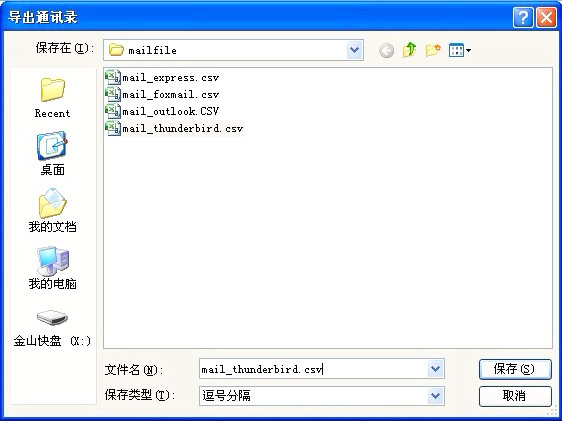 导出通讯录
保存在(I):
mailfile
mail_express.csv
mail_foxmail.csv
mail_outlook.CSV
mail_thunderbird.csv
Recent
桌面
我的文档
我的电脑
金山快盘 (X:)
文件名(N):
mail_thunderbird.csv
保存(S)
保存类型(T):
逗号分隔
取消